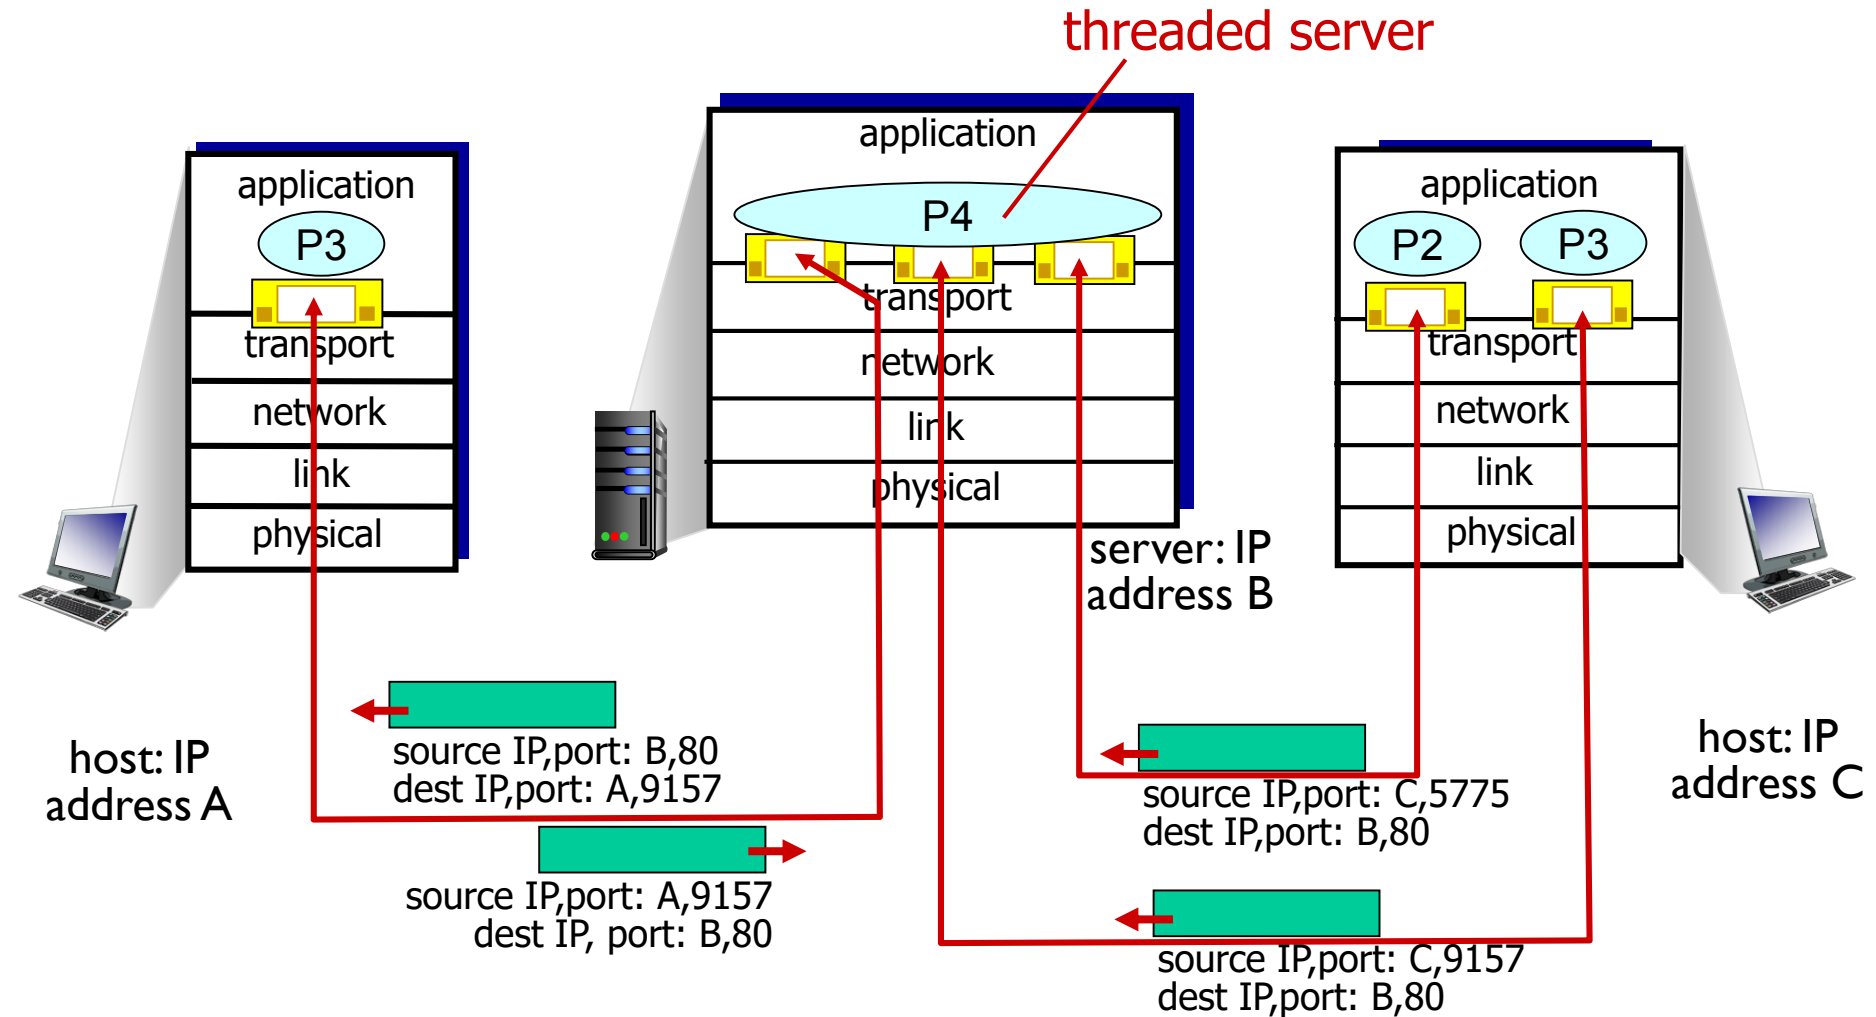 threaded server
application
P3
transport
network
link
physical
host: IP
address A
application
P4
transport
network
link
physical
server: IP
address B
application
P2
P3
transport
network
link
physical
host: IP
address C
source IP,port: B,80
dest IP,port: A,9157
source IP,port: A,9157
dest IP, port: B,80
source IP,port: C,5775
dest IP,port: B,80
source IP,port: C,9157
dest IP,port: B,80